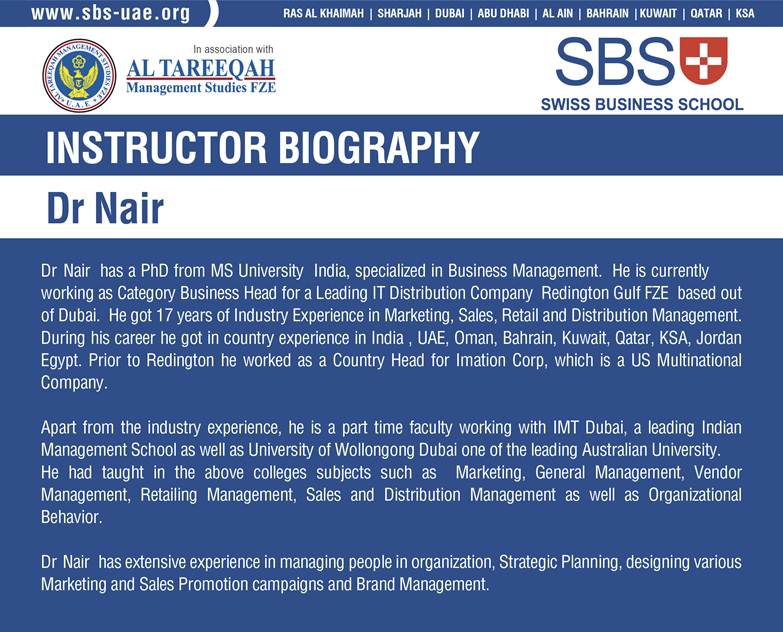 www.sbs-uae.org
RAS AL KHAIMAH | SHARJAH | DUBAI | ABU DHABI | AL AIN | BAHRAIN | KUWAIT | QATAR | KSA
AL TAREEQAH MANAGEMENT STUDIES FZE
U.A.E
In association with
AL TAREEQAH
Management Studies FZE
SBS
SWISS BUSINESS SCHOOL
INSTRUCTOR BIOGRAPHY
Dr Nair
Dr Nair has a PhD from MS University India, specialized in Business Management. He is currently
working as Category Business Head for a Leading IT Distribution Company Redington Gulf FZE based out
of Dubai. He got 17 years of Industry Experience in Marketing, Sales, Retail and Distribution Management.
During his career he got in country experience in India , UAE, Oman, Bahrain, Kuwait, Qatar, KSA, Jordan
Egypt. Prior to Redington he worked as a Country Head for Imation Corp, which is a US Multinational
Company.
Apart from the industry experience, he is a part time faculty working with IMT Dubai, a leading Indian
Management School as well as University of Wollongong Dubai one of the leading Australian University.
He had taught in the above colleges subjects such as Marketing, General Management, Vendor
Management, Retailing Management, Sales and Distribution Management as well as Organizational
Behavior.
Dr Nair has extensive experience in managing people in organization, Strategic Planning, designing various
Marketing and Sales Promotion campaigns and Brand Management.